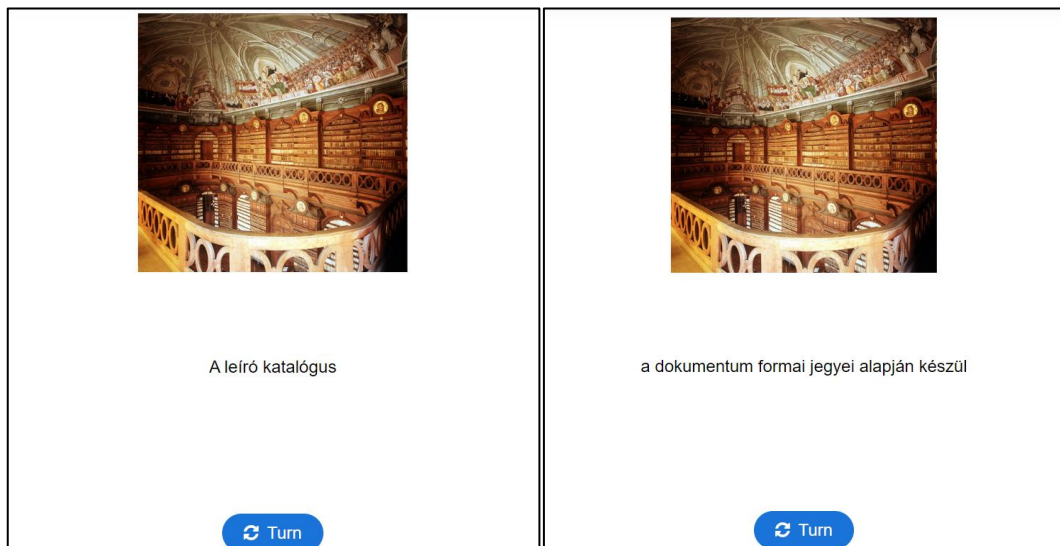 A leíró katalógus
Turn
a dokumentum formai jegyei alapján készül
Turn